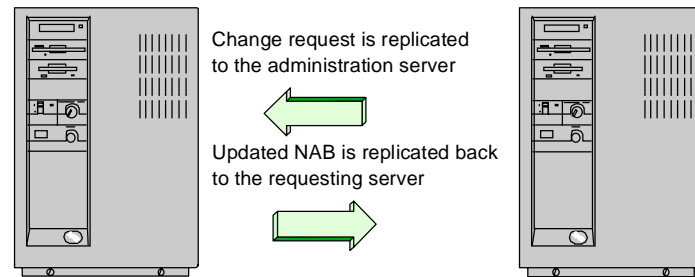 Change request is replicated
to the administration server
Updated NAB is replicated back
to the requesting server